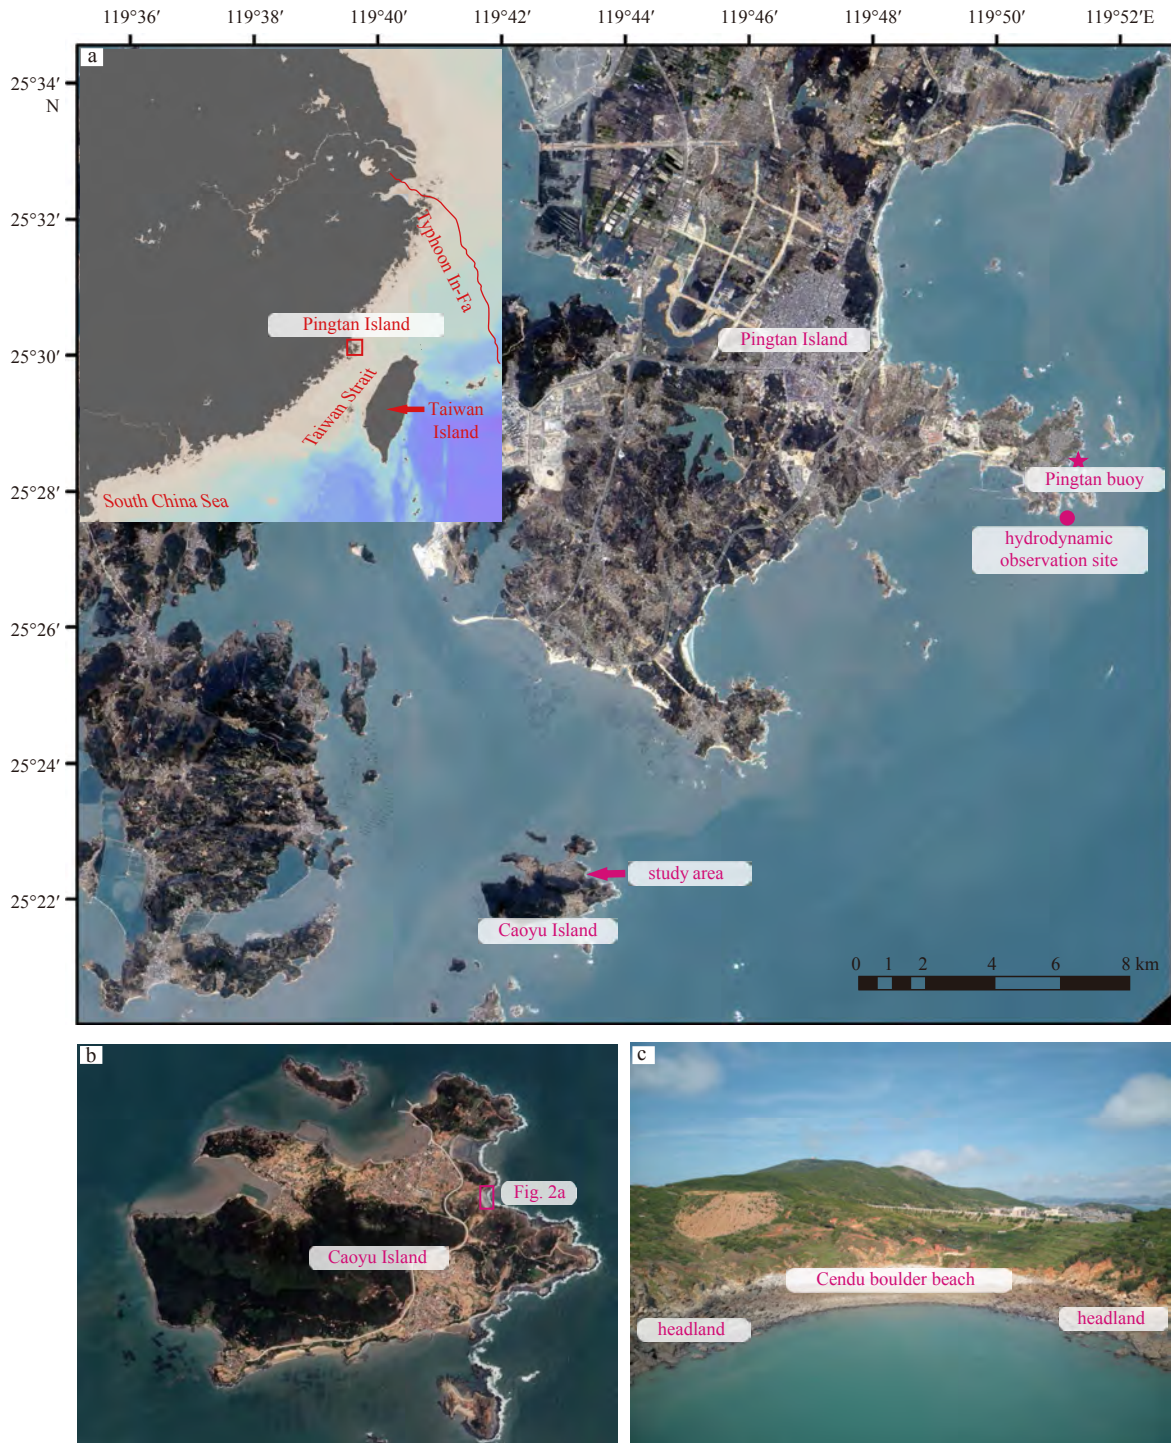 119°36′ 119°38′ 119°40′ 119°42′ 119°44′ 119°46′ 119°48′ 119°50′ 119°52′E
a
25°34′
N
25°32′
25°30′
25°28′
25°26′
25°24′
25°22′
Typhoon In-Fa
Pingtan Island
Taiwan Strait
Taiwan
Island
South China Sea
Pingtan Island
Pingtan buoy
hydrodynamic
observation site
study area
Caoyu Island
0 1 2 4 6 8 km
b
Fig. 2a
Caoyu Island
c
Cendu boulder beach
headland
headland